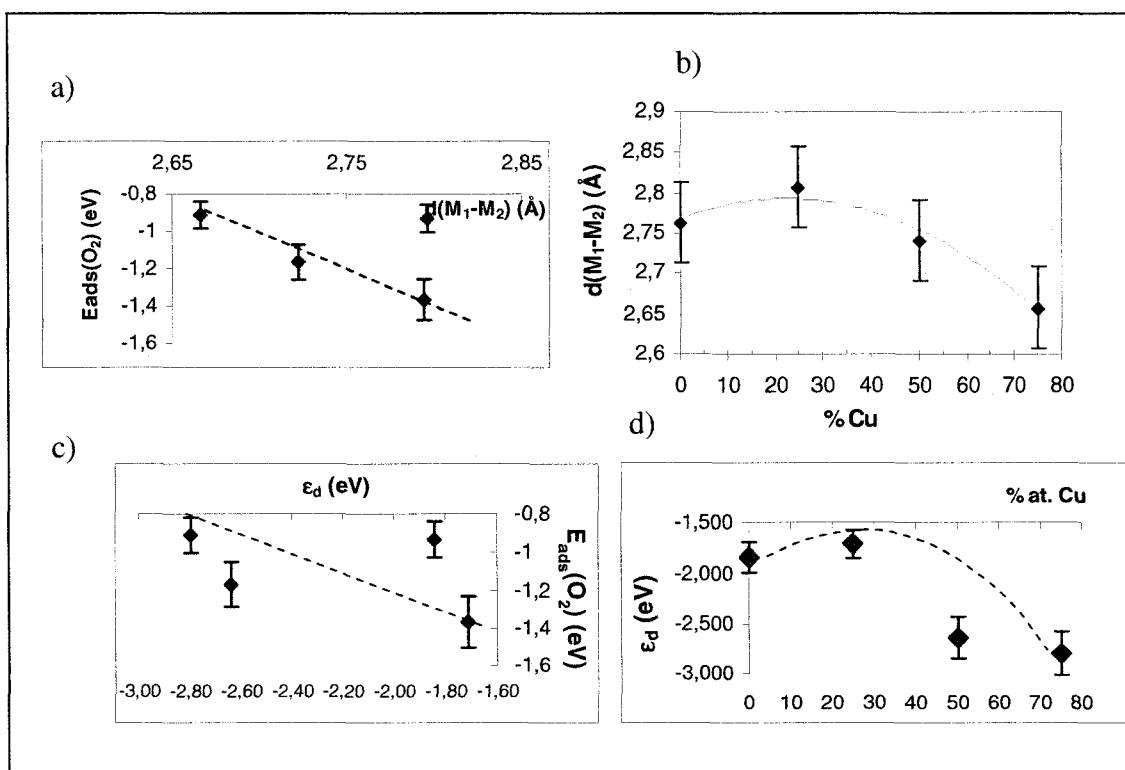 a)
2,65 2,75 2,85
-0,8
-1
-1,2
-1,4
-1,6
Eads(O₂) (eV)
d(M₁-M₂) (Å)
b)
2,9
2,85
2,8
2,75
2,7
2,65
2,6
d(M₁-M₂) (Å)
0 10 20 30 40 50 60 70 80
% Cu
c)
ε_d (eV)
-0,8
-1
-1,2
-1,4
-1,6
E_ads(O₂) (eV)
-3,00 -2,80 -2,60 -2,40 -2,20 -2,00 -1,80 -1,60
d)
% at. Cu
-1,500
-2,000
-2,500
-3,000
ε_d (eV)
0 10 20 30 40 50 60 70 80